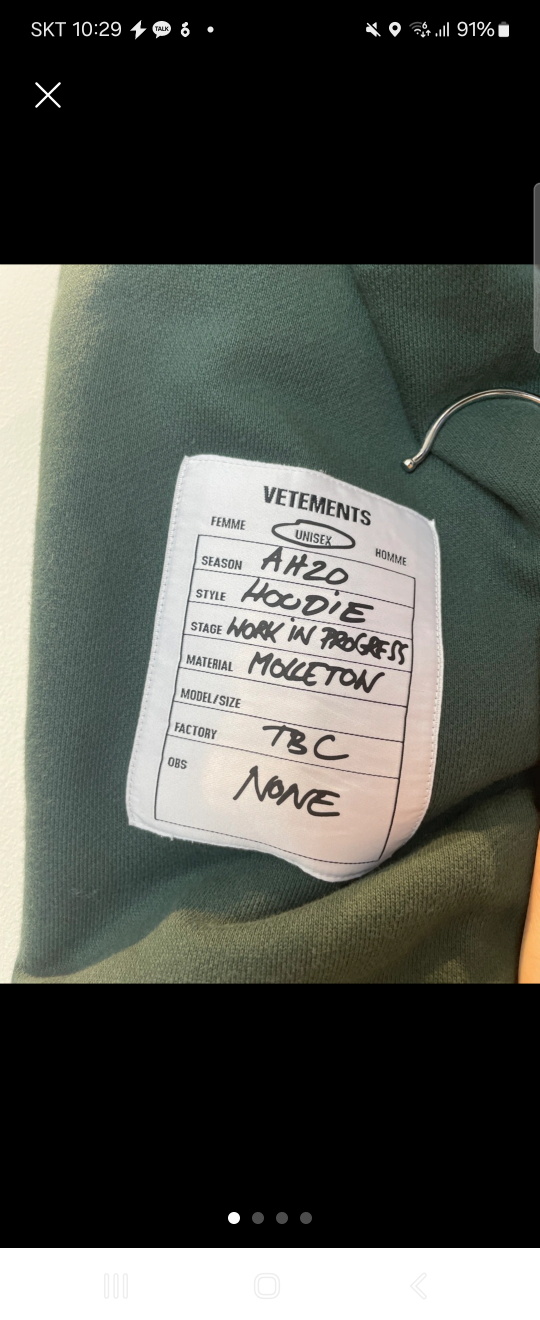 SKT 10:29
TALK
91%
VETEMENTS
FEMME UNISEX HOMME
SEASON AH20
STYLE HOODIE
STAGE WORK IN PROGRESS
MATERIAL MOLLETON
MODEL/SIZE
FACTORY TBC
OBS NONE